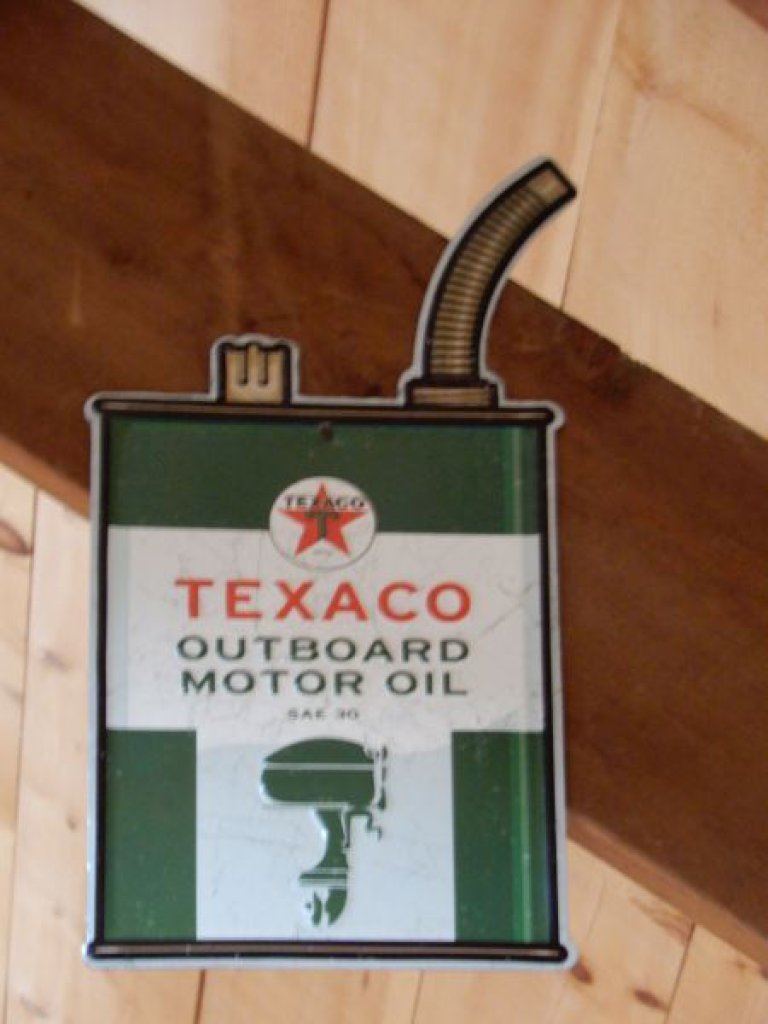 TEXACO
T
TEXACO
OUTBOARD
MOTOR OIL
SAE 30